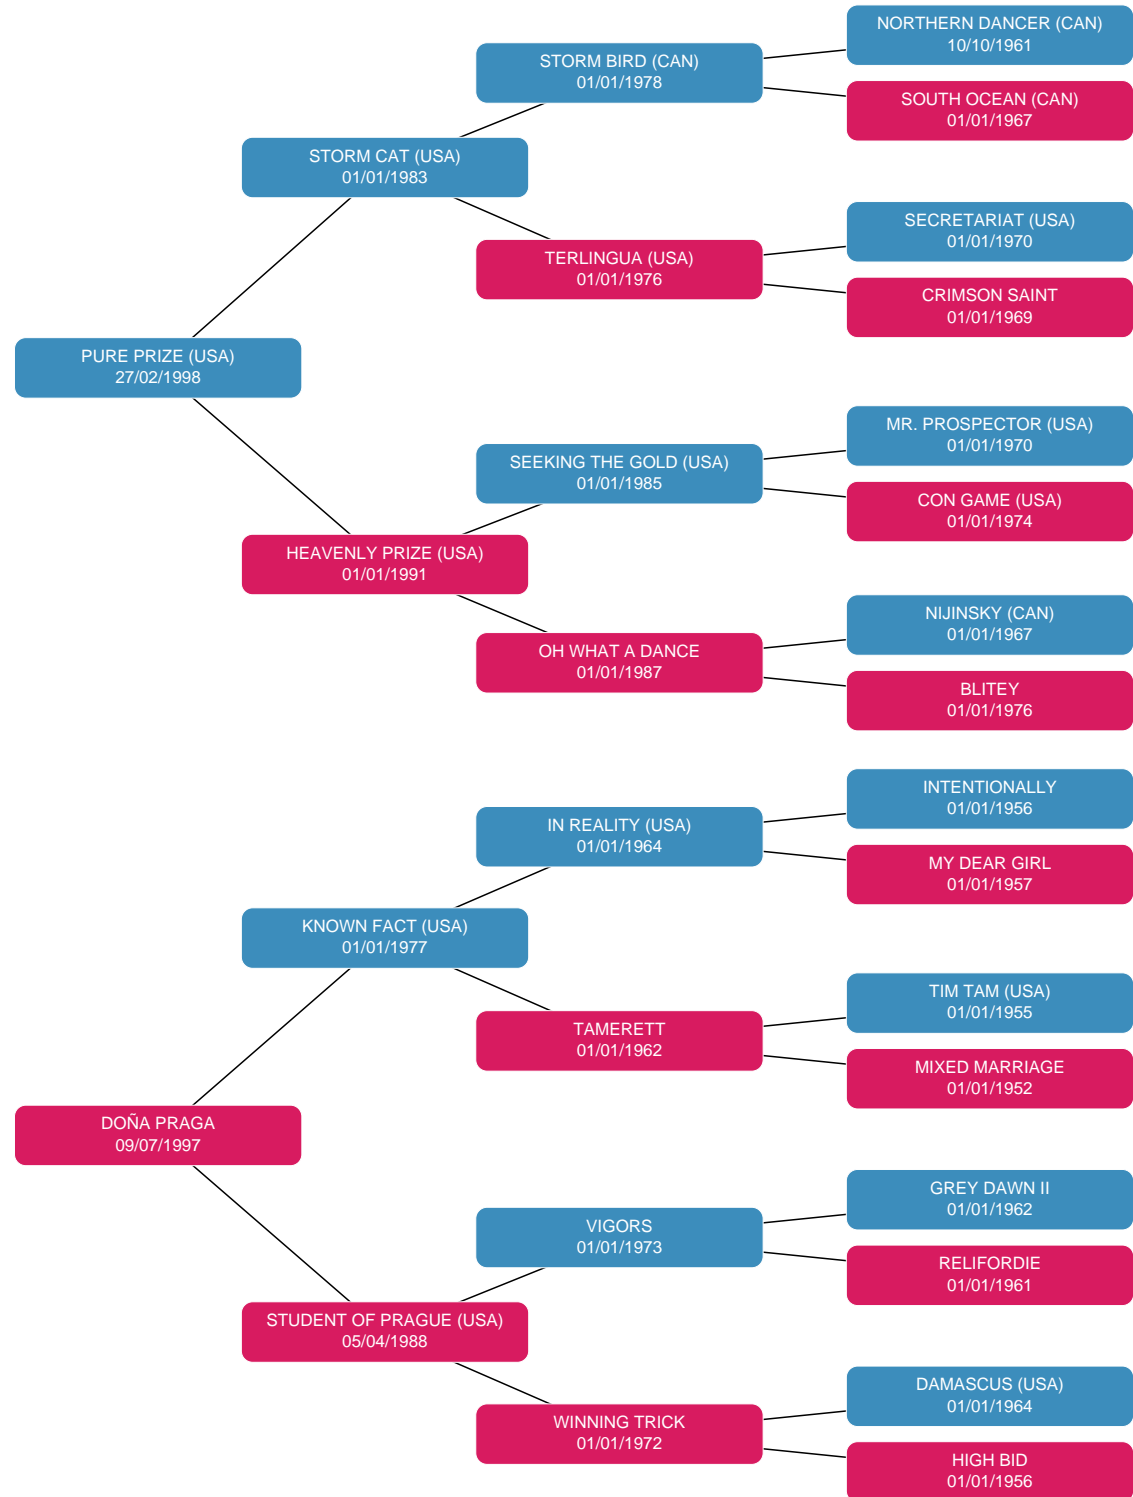 NORTHERN DANCER (CAN)
10/10/1961
STORM BIRD (CAN)
01/01/1978
SOUTH OCEAN (CAN)
01/01/1967
STORM CAT (USA)
01/01/1983
SECRETARIAT (USA)
01/01/1970
TERLINGUA (USA)
01/01/1976
CRIMSON SAINT
01/01/1969
PURE PRIZE (USA)
27/02/1998
MR. PROSPECTOR (USA)
01/01/1970
SEEKING THE GOLD (USA)
01/01/1985
CON GAME (USA)
01/01/1974
HEAVENLY PRIZE (USA)
01/01/1991
NIJINSKY (CAN)
01/01/1967
OH WHAT A DANCE
01/01/1987
BLITEY
01/01/1976
INTENTIONALLY
01/01/1956
IN REALITY (USA)
01/01/1964
MY DEAR GIRL
01/01/1957
KNOWN FACT (USA)
01/01/1977
TIM TAM (USA)
01/01/1955
TAMERETT
01/01/1962
MIXED MARRIAGE
01/01/1952
DOÑA PRAGA
09/07/1997
GREY DAWN II
01/01/1962
VIGORS
01/01/1973
RELIFORDIE
01/01/1961
STUDENT OF PRAGUE (USA)
05/04/1988
DAMASCUS (USA)
01/01/1964
WINNING TRICK
01/01/1972
HIGH BID
01/01/1956